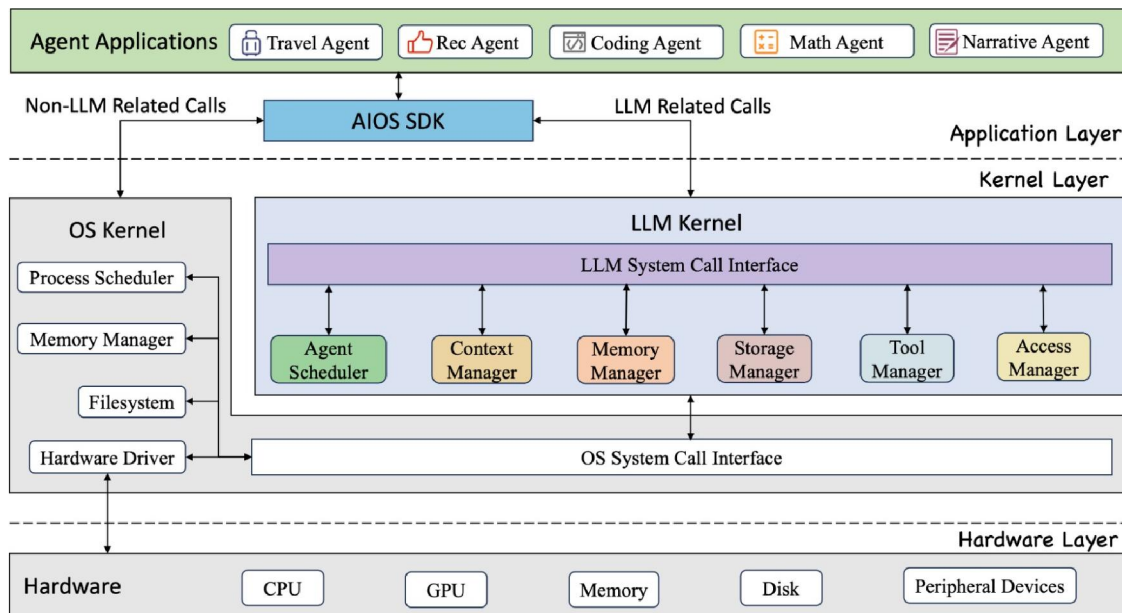 Agent Applications
Travel Agent
Rec Agent
Coding Agent
Math Agent
Narrative Agent
Non-LLM Related Calls
AIOS SDK
LLM Related Calls
Application Layer
Kernel Layer
OS Kernel
Process Scheduler
Memory Manager
Filesystem
Hardware Driver
LLM Kernel
LLM System Call Interface
Agent
Scheduler
Context
Manager
Memory
Manager
Storage
Manager
Tool
Manager
Access
Manager
OS System Call Interface
Hardware Layer
Hardware
CPU
GPU
Memory
Disk
Peripheral Devices